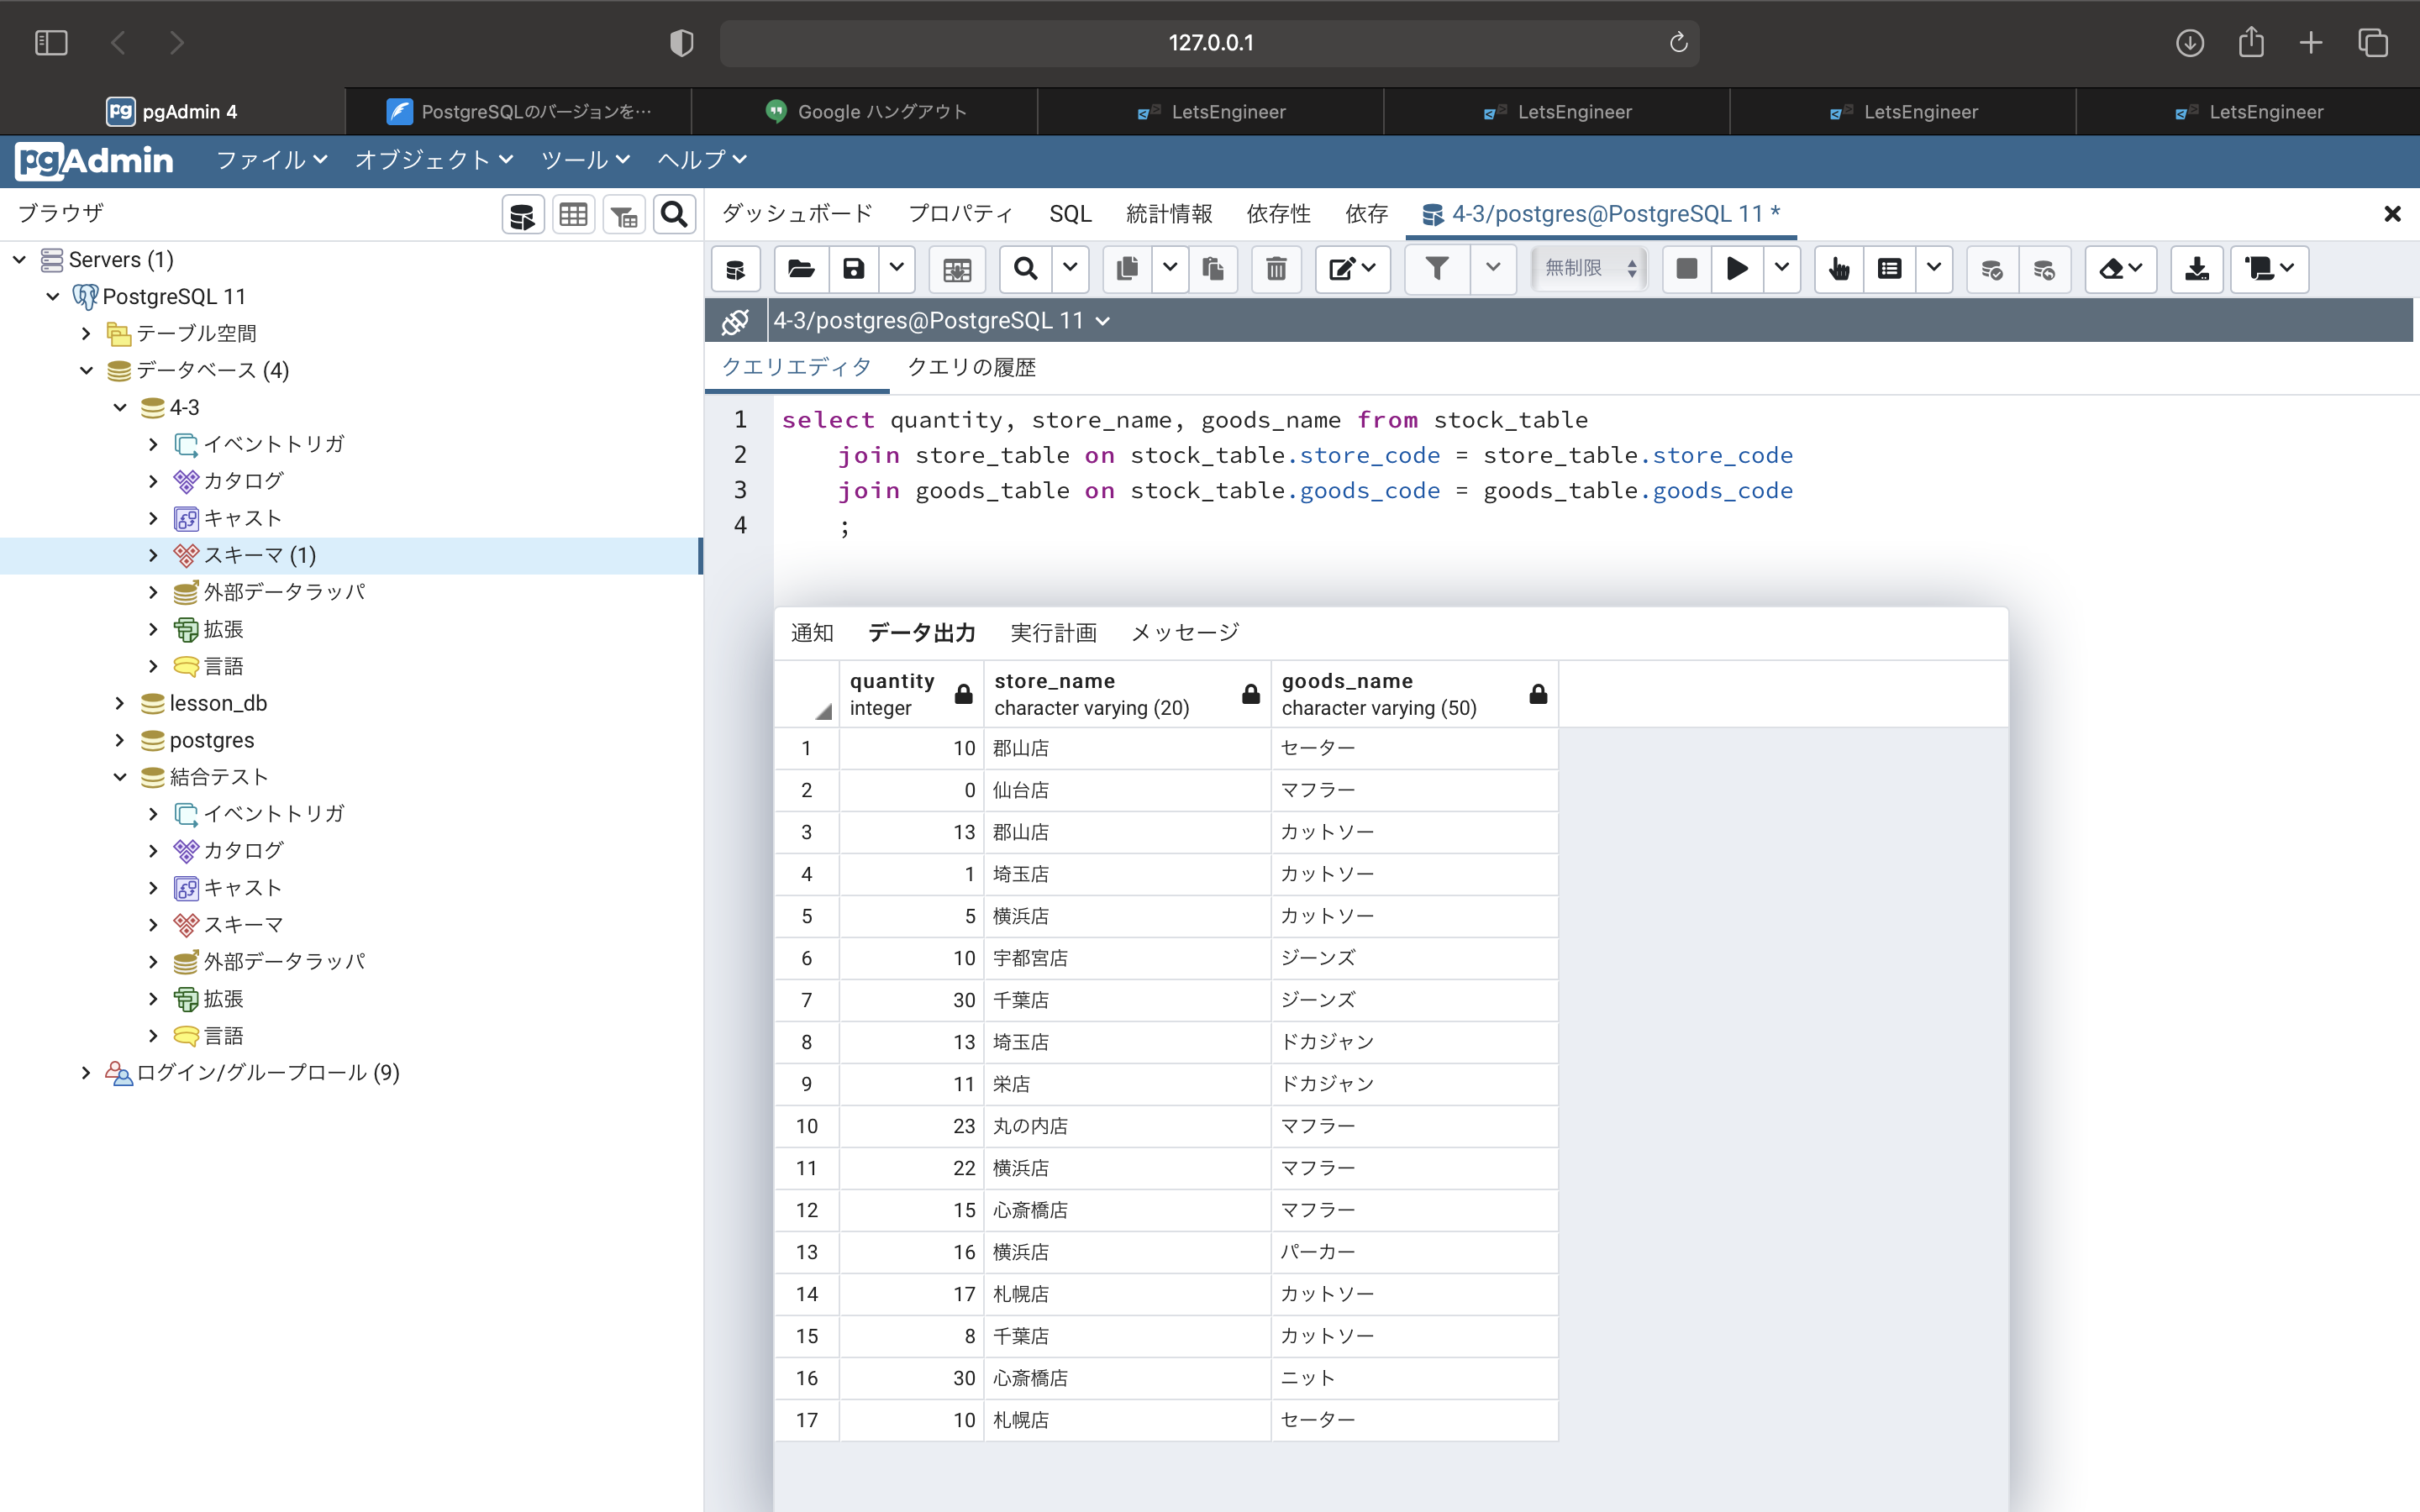 127.0.0.1
pgAdmin 4
PostgreSQLのバージョンを…
Google ハングアウト
LetsEngineer
LetsEngineer
LetsEngineer
LetsEngineer
pgAdmin
ファイル
オブジェクト
ツール
ヘルプ
ブラウザ
ダッシュボード
プロパティ
SQL
統計情報
依存性
依存
4-3/postgres@PostgreSQL 11 *
Servers (1)
PostgreSQL 11
テーブル空間
データベース (4)
4-3
イベントトリガ
カタログ
キャスト
スキーマ (1)
外部データラッパ
拡張
言語
lesson_db
postgres
結合テスト
イベントトリガ
カタログ
キャスト
スキーマ
外部データラッパ
拡張
言語
ログイン/グループロール (9)
無制限
4-3/postgres@PostgreSQL 11
クエリエディタ
クエリの履歴
1 select quantity, store_name, goods_name from stock_table
2 join store_table on stock_table.store_code = store_table.store_code
3 join goods_table on stock_table.goods_code = goods_table.goods_code
4 ;
通知 データ出力 実行計画 メッセージ
quantity store_name goods_name
integer character varying (20) character varying (50)
1 10 郡山店 セーター
2 0 仙台店 マフラー
3 13 郡山店 カットソー
4 1 埼玉店 カットソー
5 5 横浜店 カットソー
6 10 宇都宮店 ジーンズ
7 30 千葉店 ジーンズ
8 13 埼玉店 ドカジャン
9 11 栄店 ドカジャン
10 23 丸の内店 マフラー
11 22 横浜店 マフラー
12 15 心斎橋店 マフラー
13 16 横浜店 パーカー
14 17 札幌店 カットソー
15 8 千葉店 カットソー
16 30 心斎橋店 ニット
17 10 札幌店 セーター